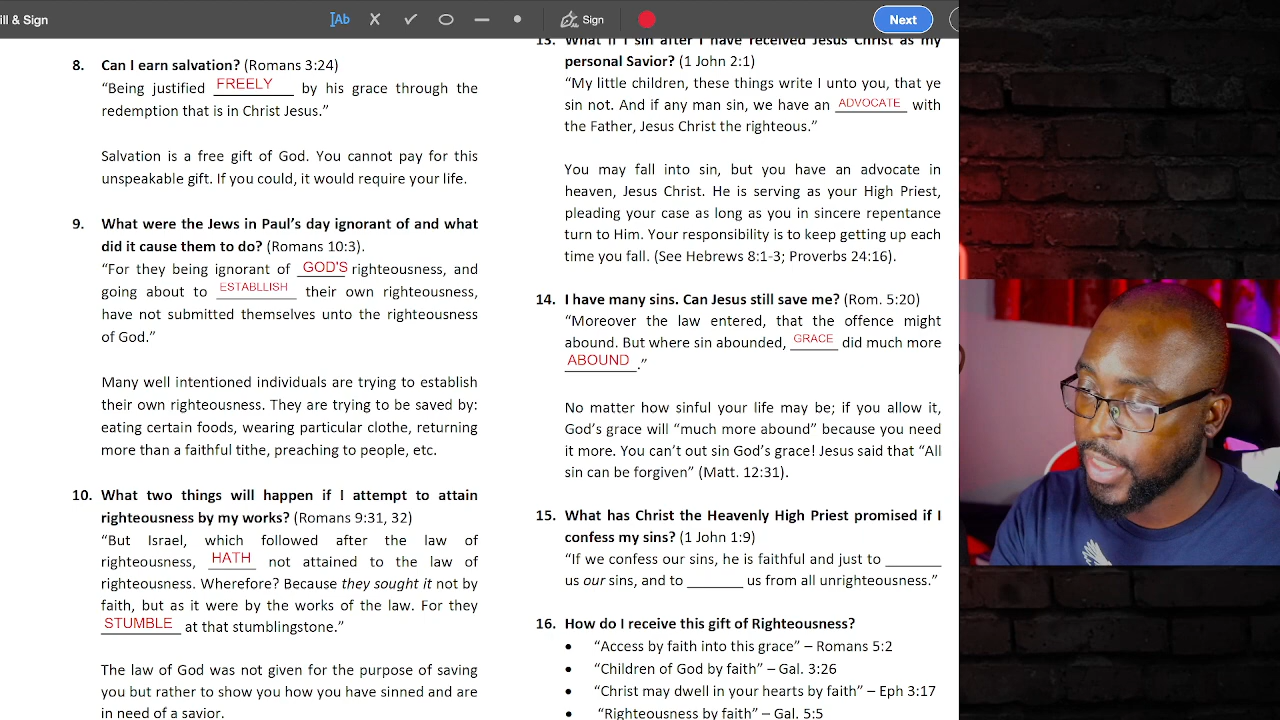 ill & Sign
Ab
Sign
Next
8. Can I earn salvation? (Romans 3:24)
“Being justified FREELY by his grace through the
redemption that is in Christ Jesus.”
Salvation is a free gift of God. You cannot pay for this
unspeakable gift. If you could, it would require your life.
9. What were the Jews in Paul’s day ignorant of and what
did it cause them to do? (Romans 10:3).
“For they being ignorant of GOD'S righteousness, and
going about to ESTABLLISH their own righteousness,
have not submitted themselves unto the righteousness
of God.”
Many well intentioned individuals are trying to establish
their own righteousness. They are trying to be saved by:
eating certain foods, wearing particular clothe, returning
more than a faithful tithe, preaching to people, etc.
10. What two things will happen if I attempt to attain
righteousness by my works? (Romans 9:31, 32)
“But Israel, which followed after the law of
righteousness, HATH not attained to the law of
righteousness. Wherefore? Because they sought it not by
faith, but as it were by the works of the law. For they
STUMBLE at that stumblingstone.”
The law of God was not given for the purpose of saving
you but rather to show you how you have sinned and are
in need of a savior.
13. What if I sin after I have received Jesus Christ as my
personal Savior? (1 John 2:1)
“My little children, these things write I unto you, that ye
sin not. And if any man sin, we have an ADVOCATE with
the Father, Jesus Christ the righteous.”
You may fall into sin, but you have an advocate in
heaven, Jesus Christ. He is serving as your High Priest,
pleading your case as long as you in sincere repentance
turn to Him. Your responsibility is to keep getting up each
time you fall. (See Hebrews 8:1-3; Proverbs 24:16).
14. I have many sins. Can Jesus still save me? (Rom. 5:20)
“Moreover the law entered, that the offence might
abound. But where sin abounded, GRACE did much more
ABOUND.”
No matter how sinful your life may be; if you allow it,
God’s grace will “much more abound” because you need
it more. You can’t out sin God’s grace! Jesus said that “All
sin can be forgiven” (Matt. 12:31).
15. What has Christ the Heavenly High Priest promised if I
confess my sins? (1 John 1:9)
“If we confess our sins, he is faithful and just to _______
us our sins, and to _______ us from all unrighteousness.”
16. How do I receive this gift of Righteousness?
• “Access by faith into this grace” – Romans 5:2
• “Children of God by faith” – Gal. 3:26
• “Christ may dwell in your hearts by faith” – Eph 3:17
• “Righteousness by faith” – Gal. 5:5